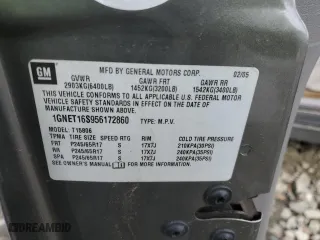 GM
MFD BY GENERAL MOTORS CORP. 02/05
GVWR GAWR FRT GAWR RR
2903KG(6400LB) 1452KG(3200LB) 1542KG(3400LB)
THIS VEHICLE CONFORMS TO ALL APPLICABLE U.S. FEDERAL MOTOR
VEHICLE SAFETY STANDARDS IN EFFECT ON THE DATE OF
MANUFACTURE SHOWN ABOVE.
1GNET16S956172860 TYPE: M.P.V.
MODEL: T15806
TPMA TIRE SIZE SPEED RTG RIM COLD TIRE PRESSURE
FRT P245/65R17 S 17X7J 210KPA(30PSI)
RR P245/65R17 S 17X7J 240KPA(35PSI)
SPA P245/65R17 S 17X7J 240KPA(35PSI)
SEE OWNER'S MANUAL FOR ADDITIONAL INFORMATION
© AUTOBIDCAR